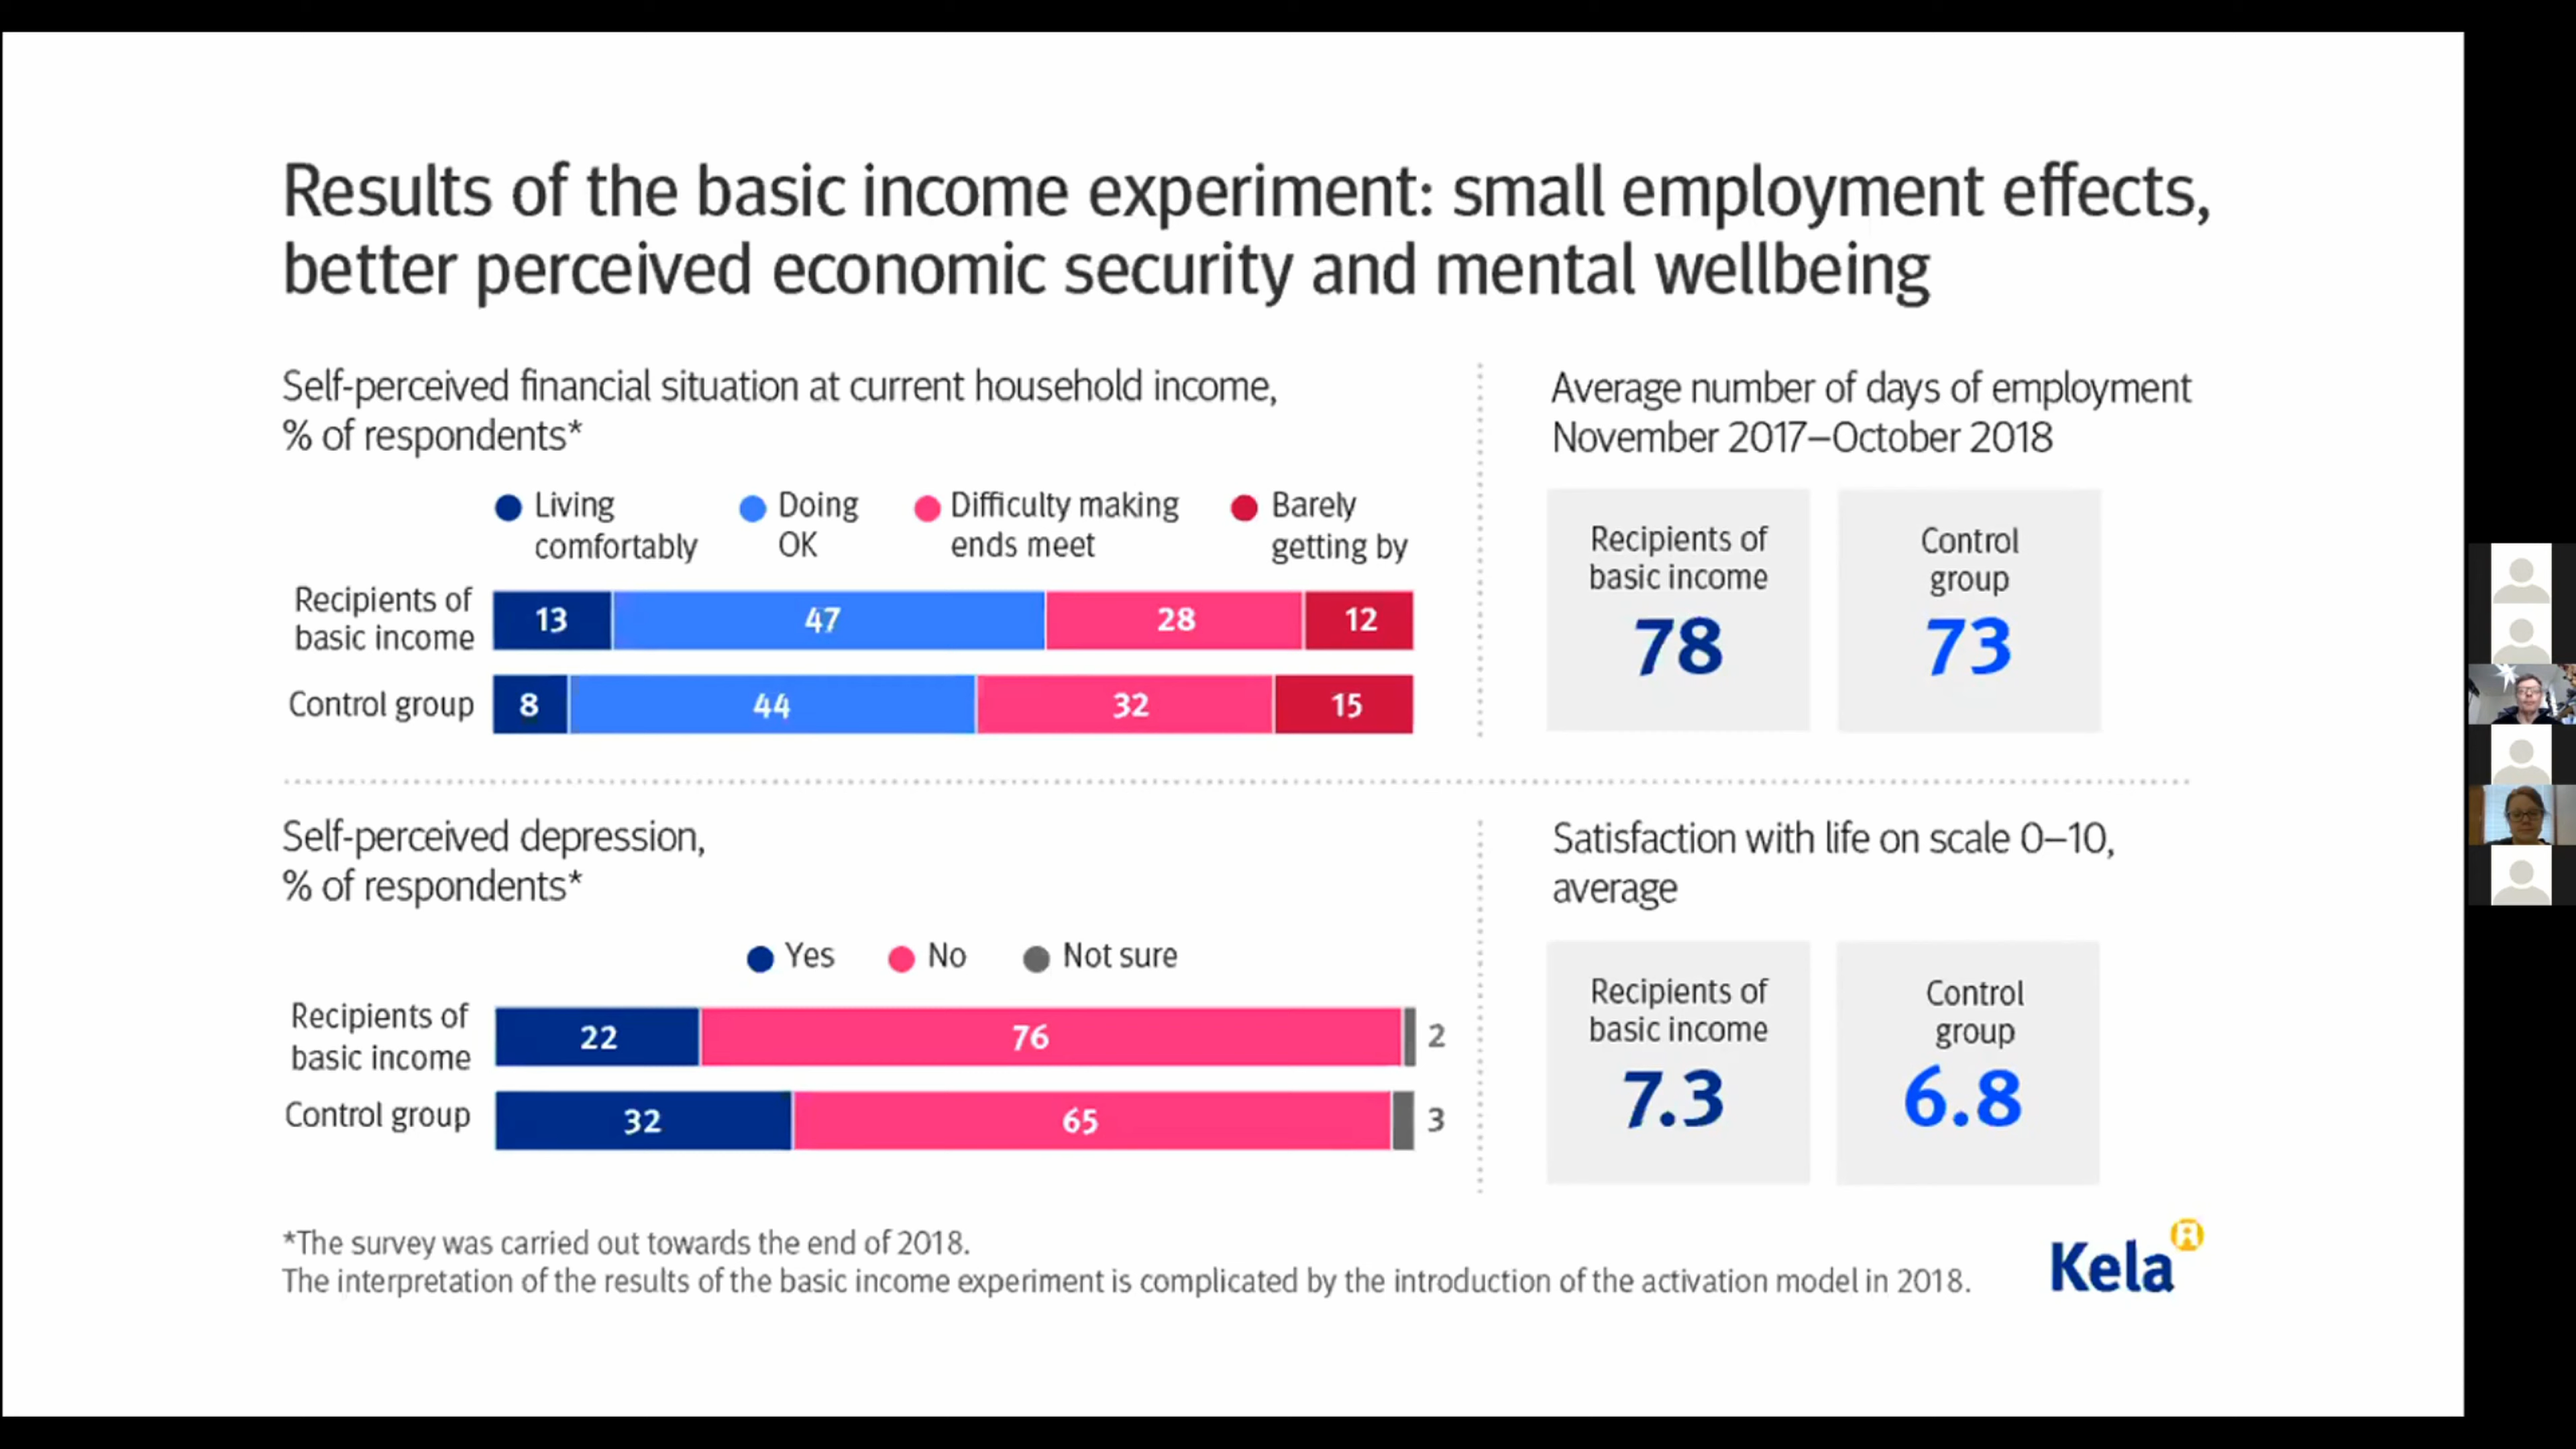 Results of the basic income experiment: small employment effects,
better perceived economic security and mental wellbeing
Self-perceived financial situation at current household income,
% of respondents*
Living
comfortably
Doing
OK
Difficulty making
ends meet
Barely
getting by
Recipients of
basic income
13 47 28 12
Control group
8 44 32 15
Average number of days of employment
November 2017–October 2018
Recipients of
basic income
78
Control
group
73
Self-perceived depression,
% of respondents*
Yes No Not sure
Recipients of
basic income
22 76 2
Control group
32 65 3
Satisfaction with life on scale 0–10,
average
Recipients of
basic income
7.3
Control
group
6.8
*The survey was carried out towards the end of 2018.
The interpretation of the results of the basic income experiment is complicated by the introduction of the activation model in 2018.
Kela